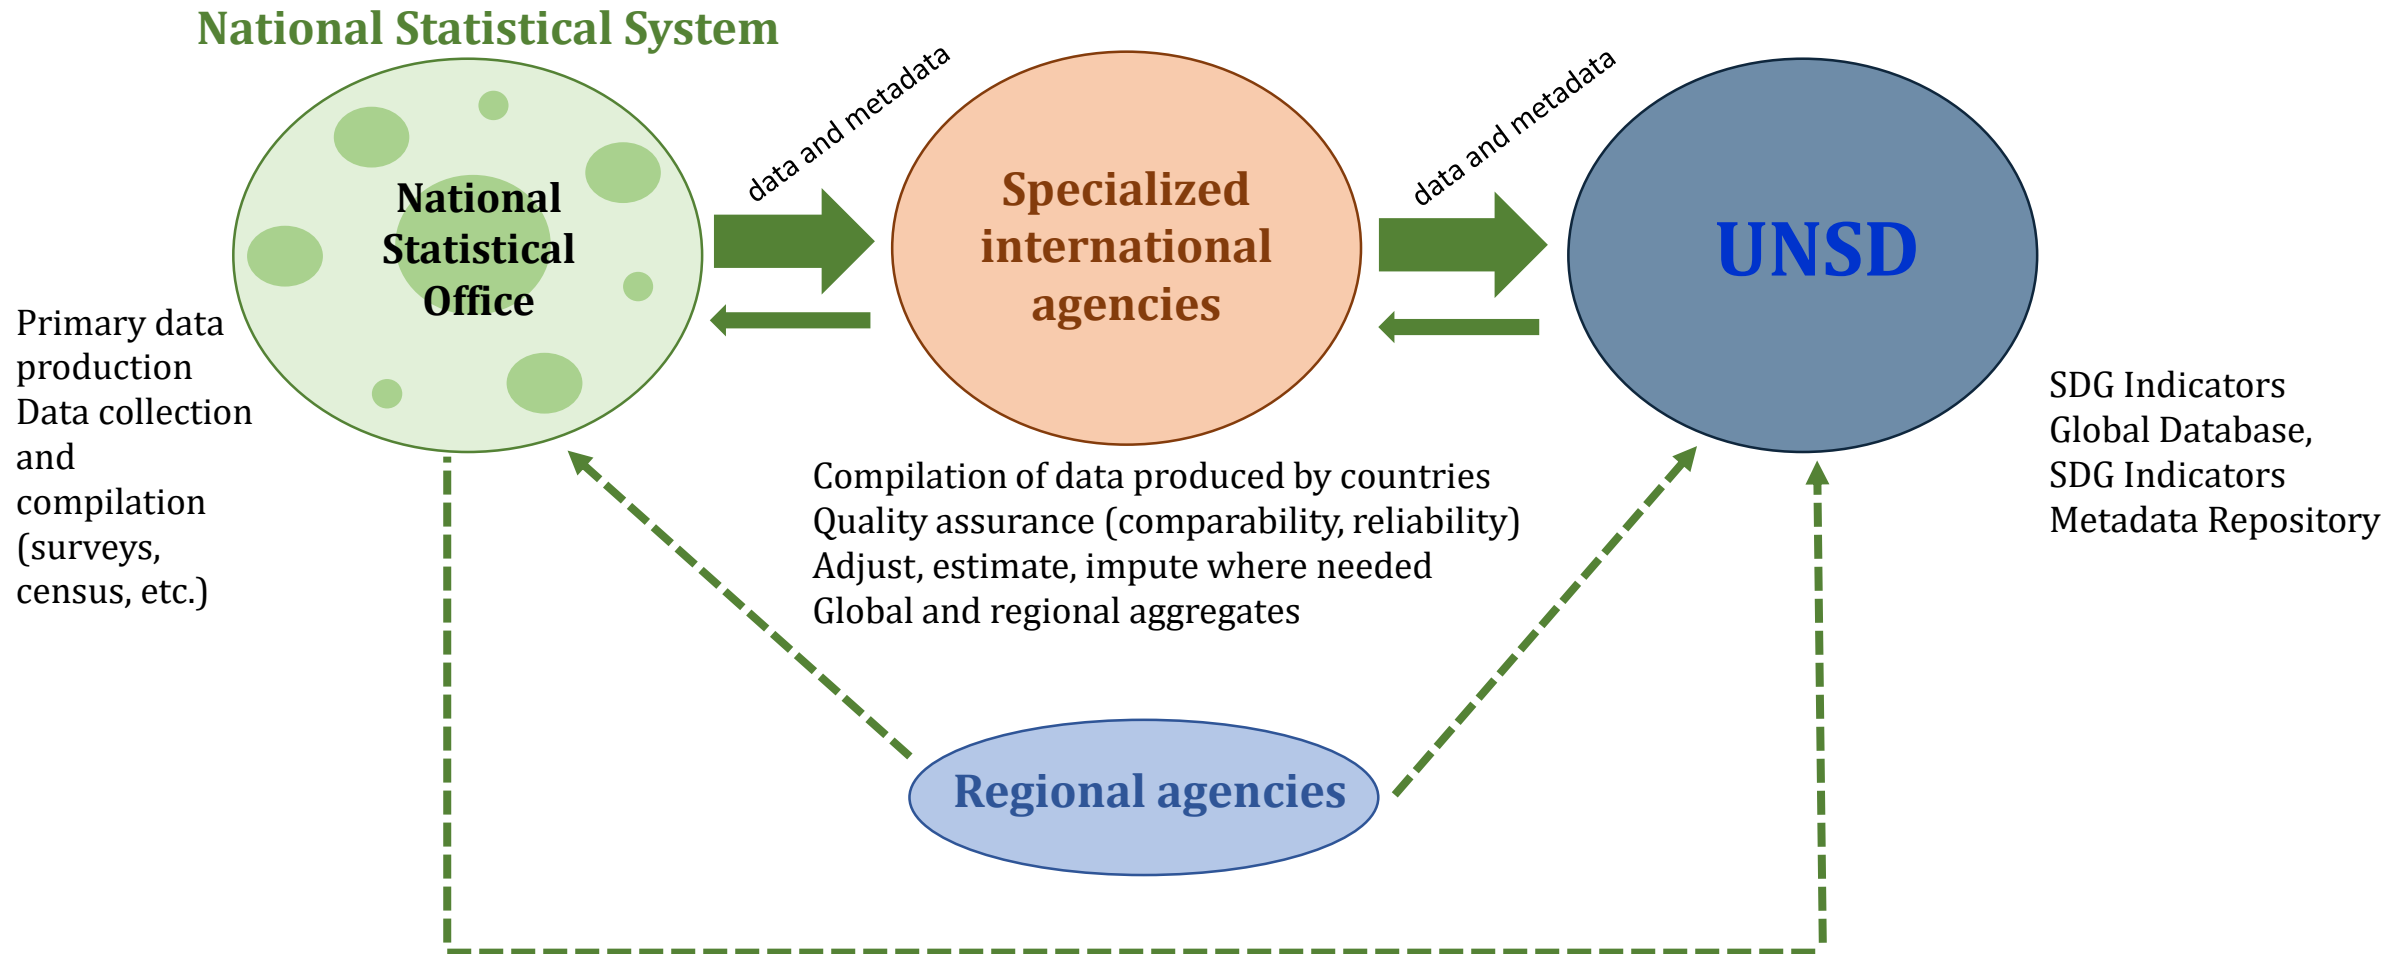 National Statistical System
National
Statistical
Office
data and metadata
Specialized
international
agencies
data and metadata
UNSD
Primary data
production
Data collection
and
compilation
(surveys,
census, etc.)
Compilation of data produced by countries
Quality assurance (comparability, reliability)
Adjust, estimate, impute where needed
Global and regional aggregates
SDG Indicators
Global Database,
SDG Indicators
Metadata Repository
Regional agencies